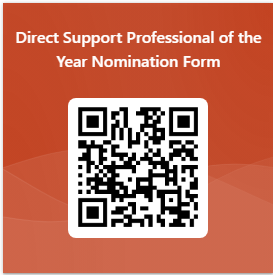 Direct Support Professional of the
Year Nomination Form